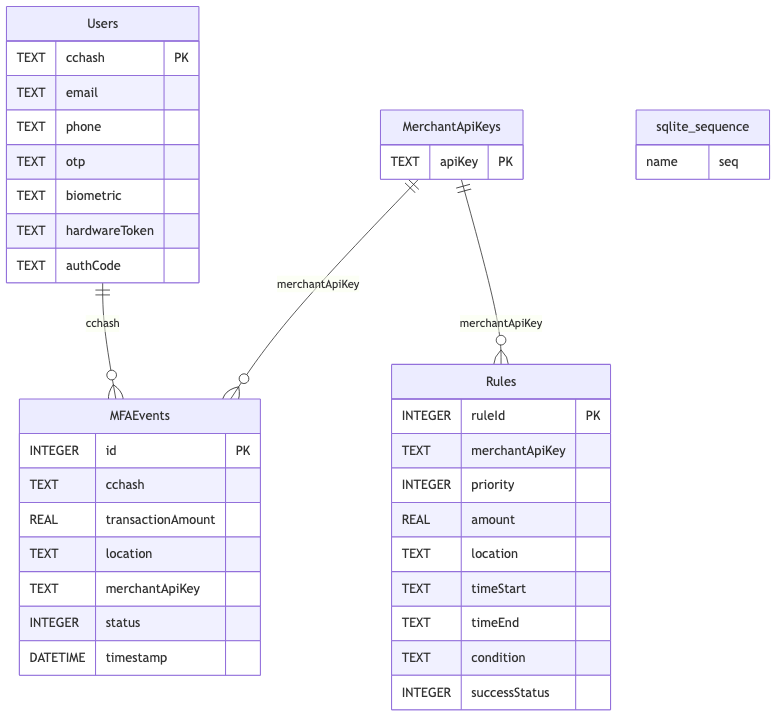 Users
TEXT cchash PK
TEXT email
TEXT phone
TEXT otp
TEXT biometric
TEXT hardwareToken
TEXT authCode
MerchantApiKeys
TEXT apiKey PK
sqlite_sequence
name seq
merchantApiKey
cchash
merchantApiKey
MFAEvents
INTEGER id PK
TEXT cchash
REAL transactionAmount
TEXT location
TEXT merchantApiKey
INTEGER status
DATETIME timestamp
Rules
INTEGER ruleId PK
TEXT merchantApiKey
INTEGER priority
REAL amount
TEXT location
TEXT timeStart
TEXT timeEnd
TEXT condition
INTEGER successStatus